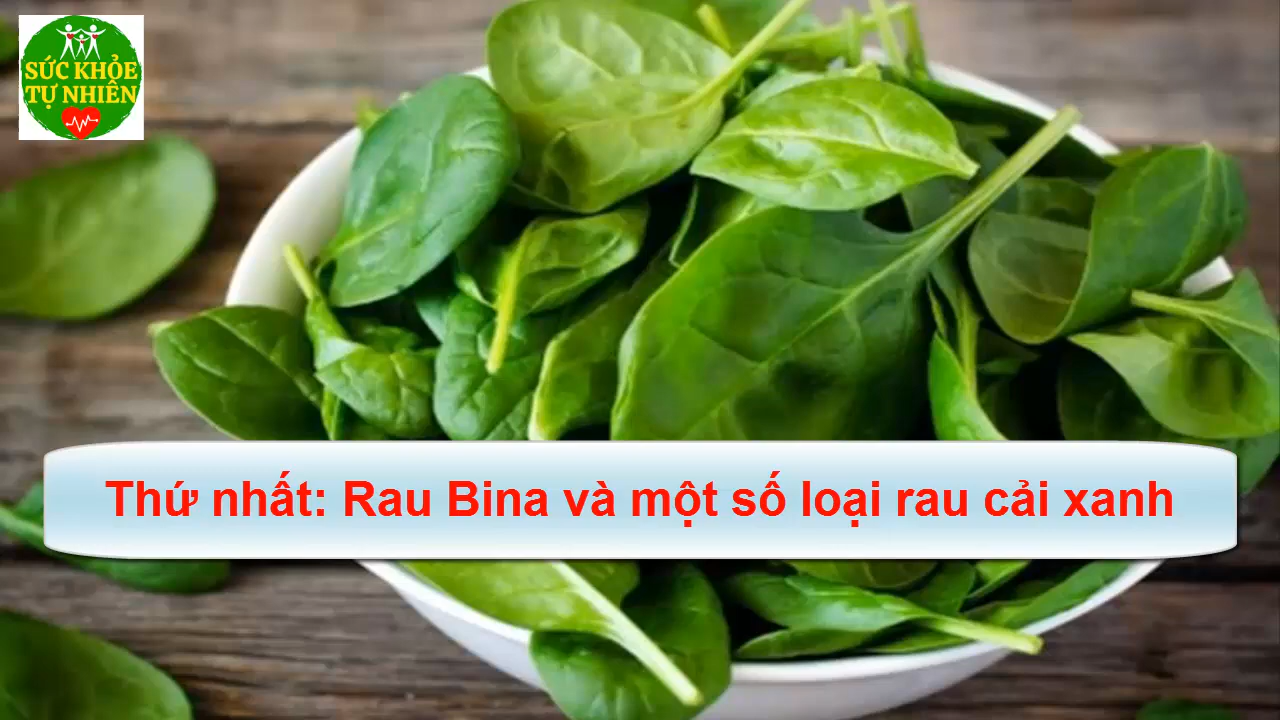 SỨC KHỎE
TỰ NHIÊN
Thứ nhất: Rau Bina và một số loại rau cải xanh